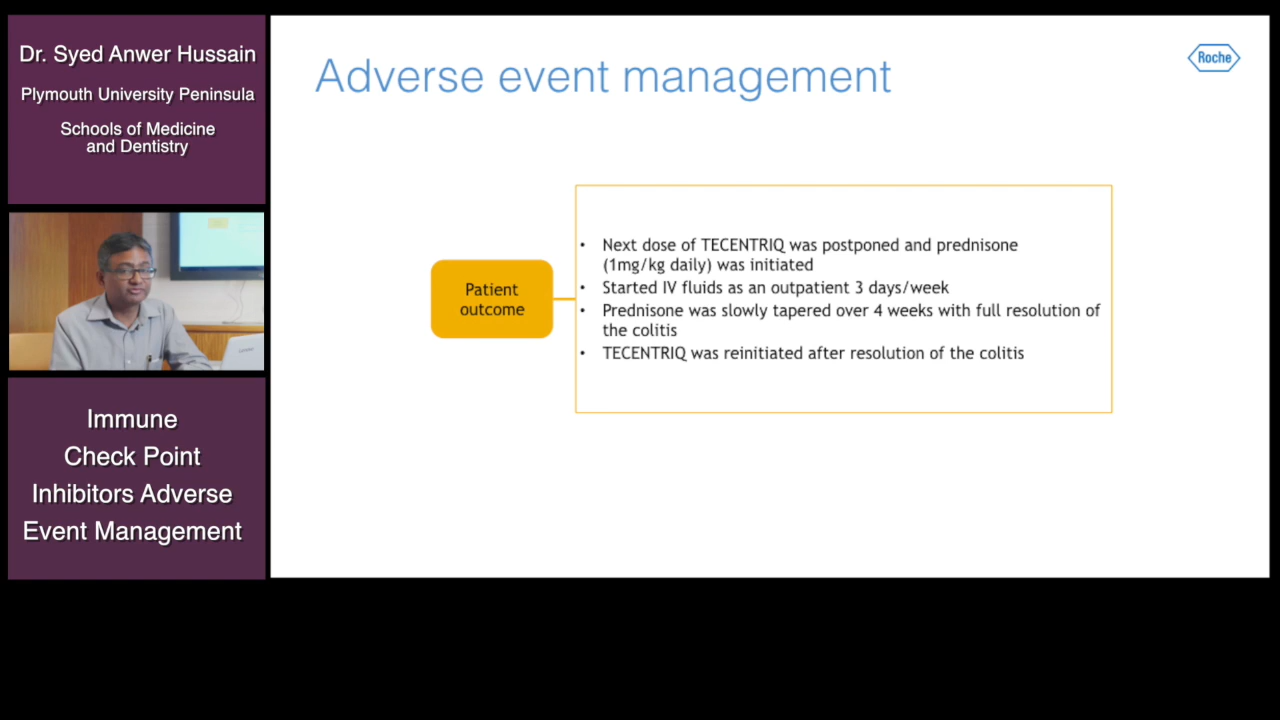 Dr. Syed Anwer Hussain
Plymouth University Peninsula
Schools of Medicine
and Dentistry
Immune
Check Point
Inhibitors Adverse
Event Management
Adverse event management
Roche
Patient
outcome
• Next dose of TECENTRIQ was postponed and prednisone
(1mg/kg daily) was initiated
• Started IV fluids as an outpatient 3 days/week
• Prednisone was slowly tapered over 4 weeks with full resolution of
the colitis
• TECENTRIQ was reinitiated after resolution of the colitis